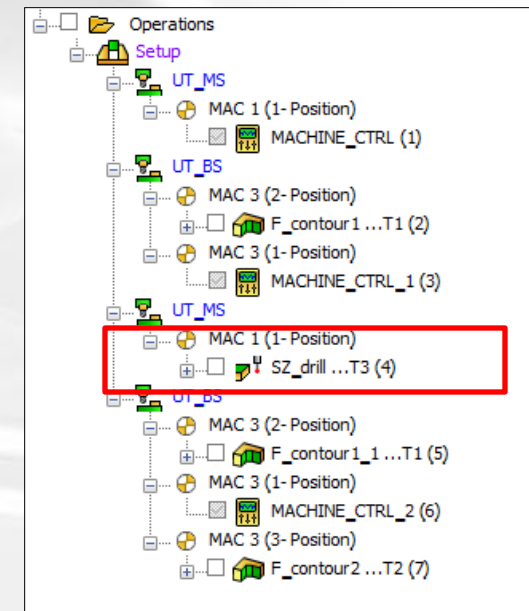 Operations
Setup
UT_MS
MAC 1 (1- Position)
MACHINE_CTRL (1)
UT_BS
MAC 3 (2- Position)
F_contour1 ...T1 (2)
MAC 3 (1- Position)
MACHINE_CTRL_1 (3)
UT_MS
MAC 1 (1- Position)
SZ_drill ...T3 (4)
UT_BS
MAC 3 (2- Position)
F_contour1_1 ...T1 (5)
MAC 3 (1- Position)
MACHINE_CTRL_2 (6)
MAC 3 (3- Position)
F_contour2 ...T2 (7)